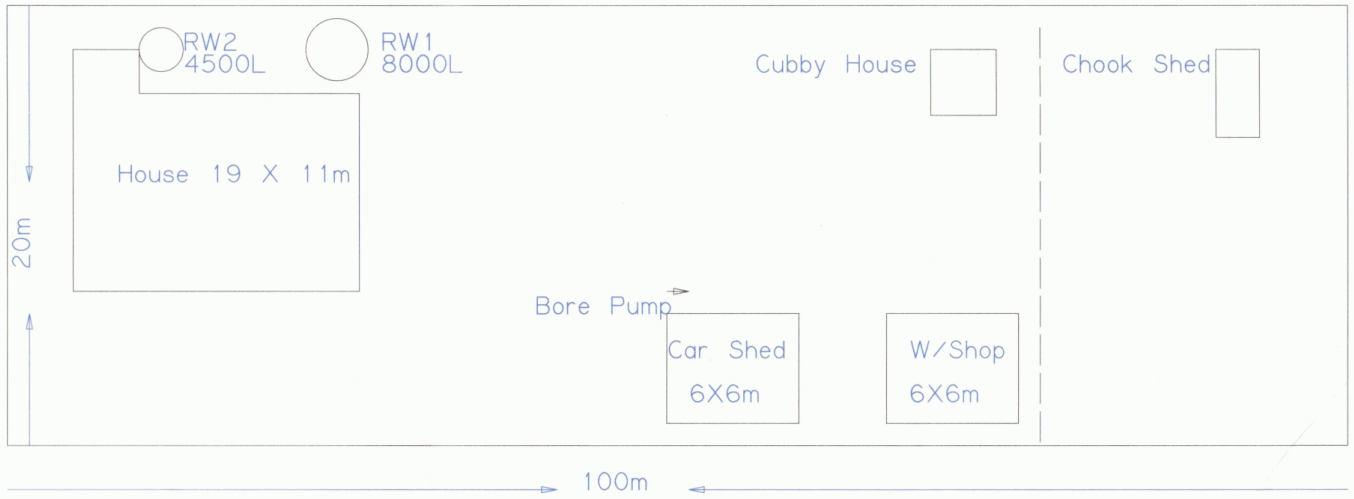 RW2
4500L
RW1
8000L
Cubby House
Chook Shed
House 19 X 11m
20m
Bore Pump
Car Shed
6X6m
W/Shop
6X6m
100m